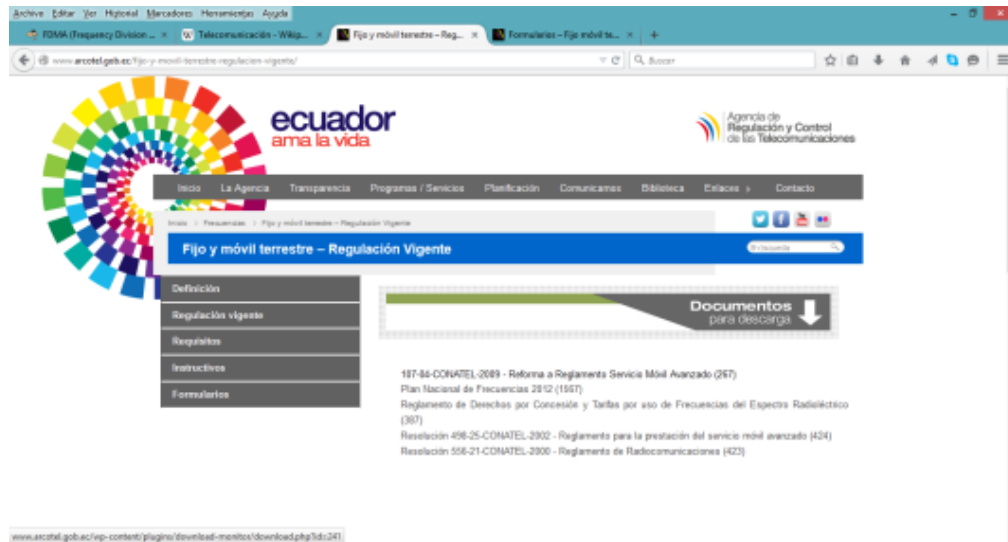 Archivo Editar Ver Historial Marcadores Herramientas Ayuda
FDMA (Frequency Division ... × Telecomunicación - Wikip... × Fijo y móvil terrestre – Reg... × Formularios – Fijo móvil te... × +
www.arcotel.gob.ec/fijo-y-movil-terrestre-regulacion-vigente/ Buscar
ecuador
ama la vida
Agencia de
Regulación y Control
de las Telecomunicaciones
Inicio La Agencia Transparencia Programas / Servicios Planificación Comunicamos Biblioteca Enlaces Contacto
Inicio Frecuencias Fijo y móvil terrestre – Regulación Vigente
Fijo y móvil terrestre – Regulación Vigente
Búsqueda
Definición
Regulación vigente
Requisitos
Instructivos
Formularios
Documentos
para descarga
107-04-CONATEL-2009 - Reforma a Reglamento Servicio Móvil Avanzado (267)
Plan Nacional de Frecuencias 2012 (1567)
Reglamento de Derechos por Concesión y Tarifas por uso de Frecuencias del Espectro Radioléctrico
(387)
Resolución 498-25-CONATEL-2002 - Reglamento para la prestación del servicio móvil avanzado (424)
Resolución 556-21-CONATEL-2000 - Reglamento de Radiocomunicaciones (423)
www.arcotel.gob.ec/wp-content/plugins/download-monitor/download.php?id=241